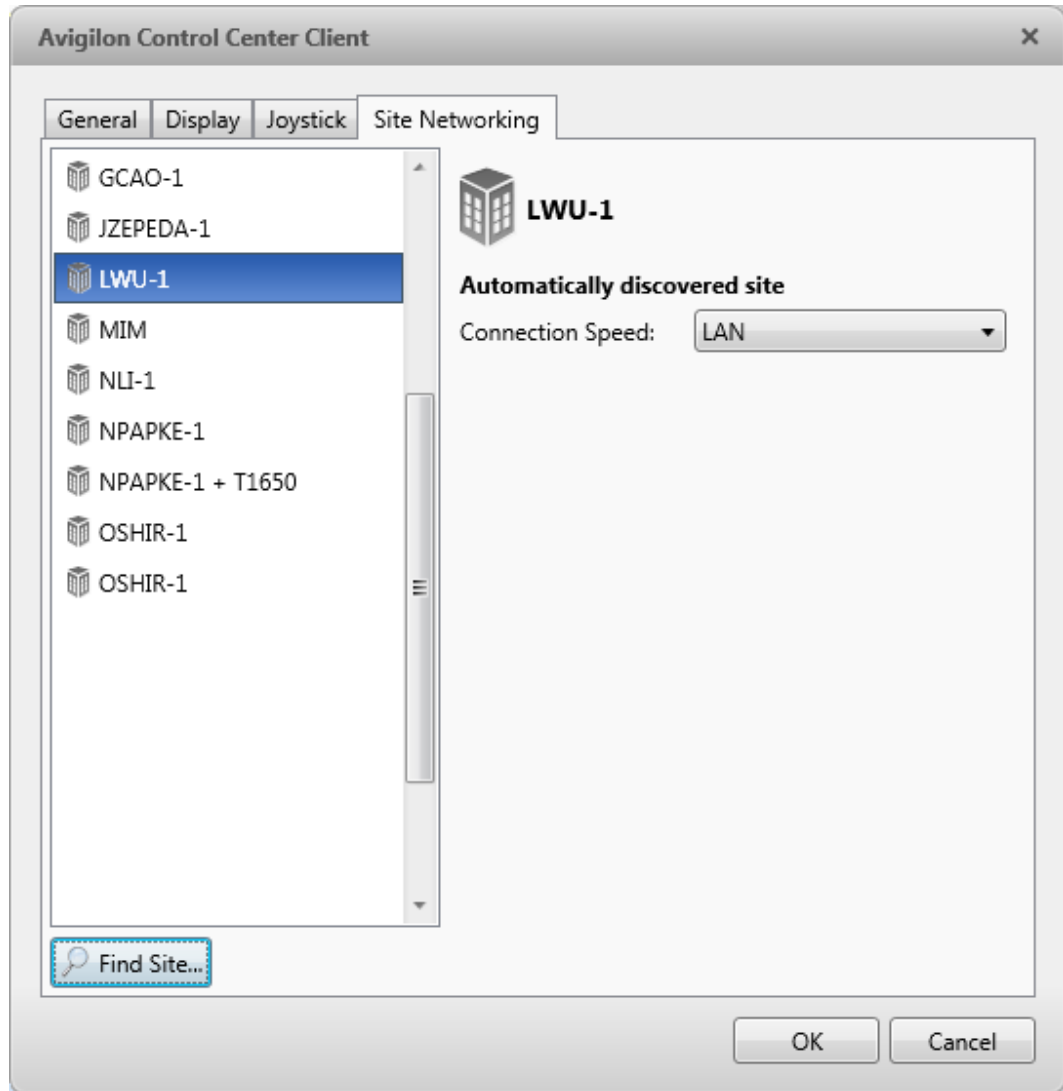 Avigilon Control Center Client
General Display Joystick Site Networking
GCAO-1
JZEPEDA-1
LWU-1
MIM
NLI-1
NPAPKE-1
NPAPKE-1 + T1650
OSHIR-1
OSHIR-1
LWU-1
Automatically discovered site
Connection Speed: LAN
Find Site...
OK Cancel